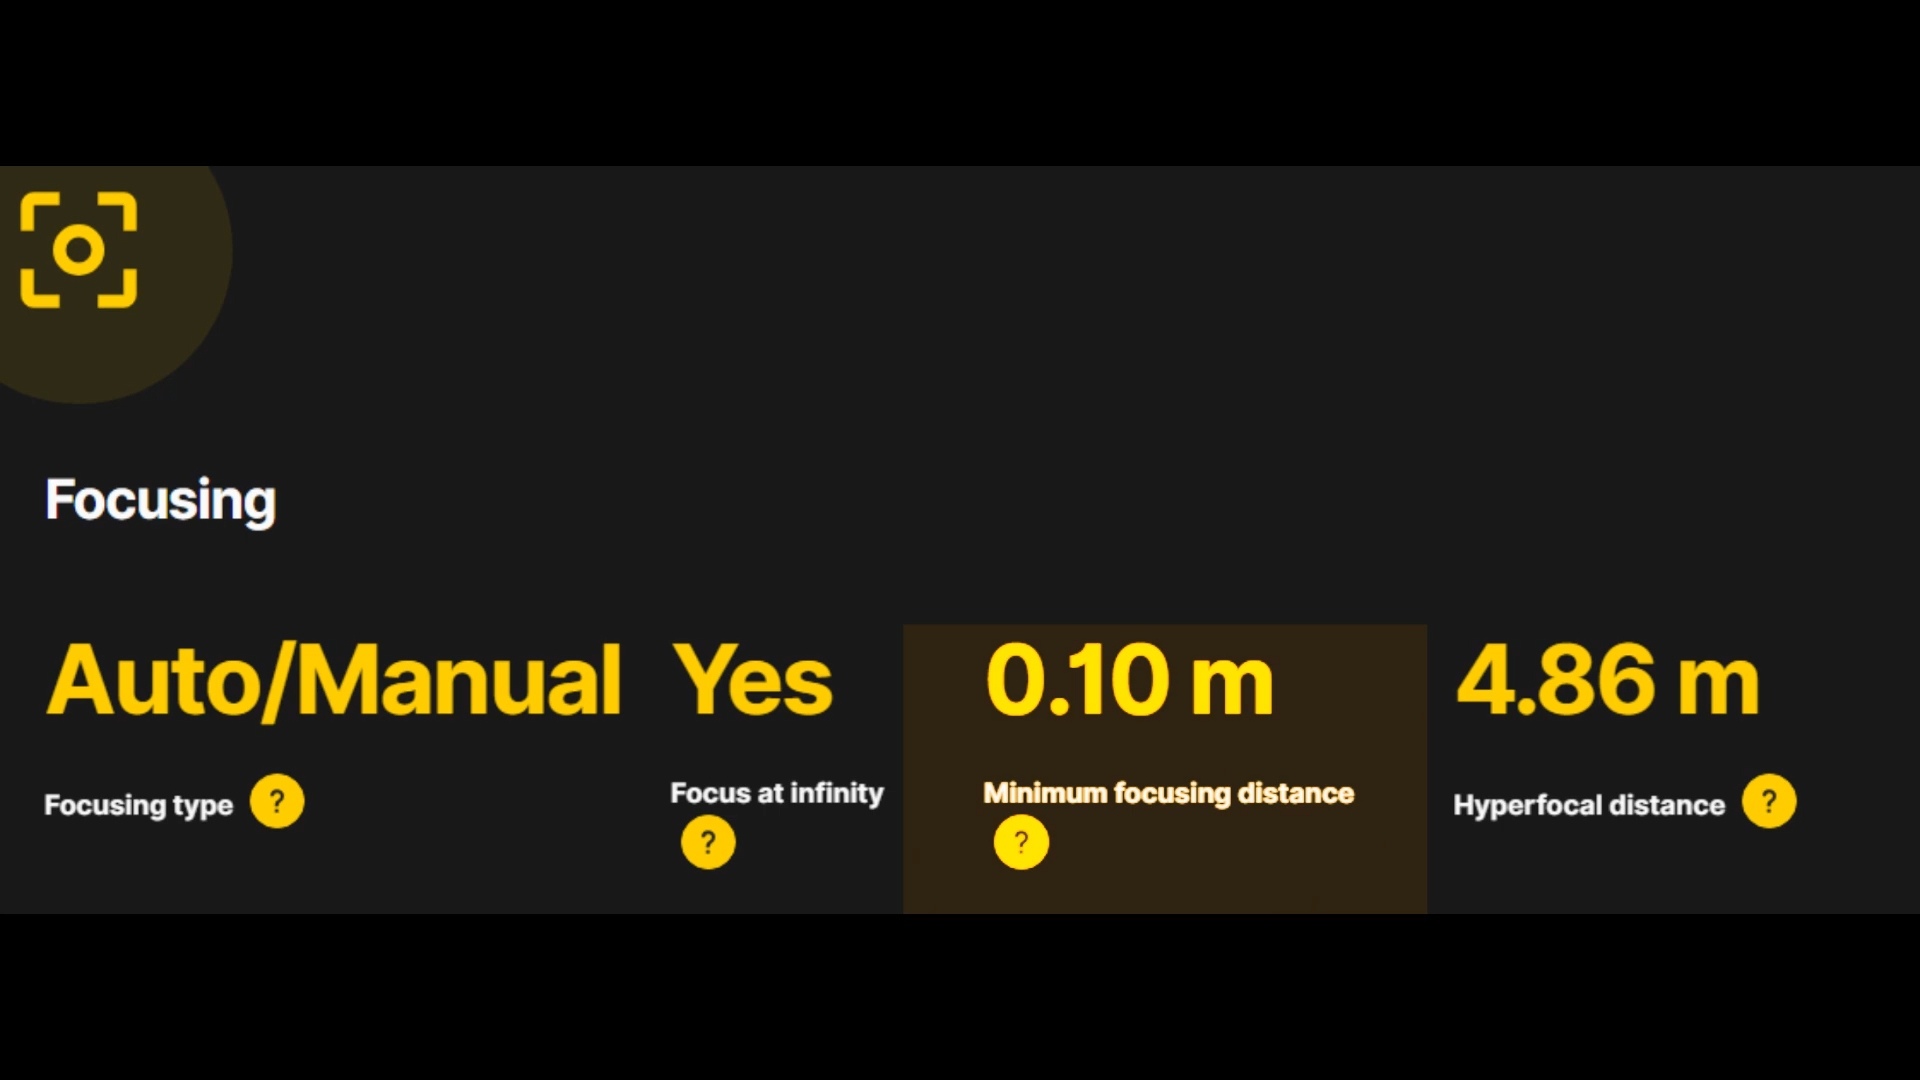 Focusing
Auto/Manual
Focusing type ?
Yes
Focus at infinity
?
0.10 m
Minimum focusing distance
?
4.86 m
Hyperfocal distance ?